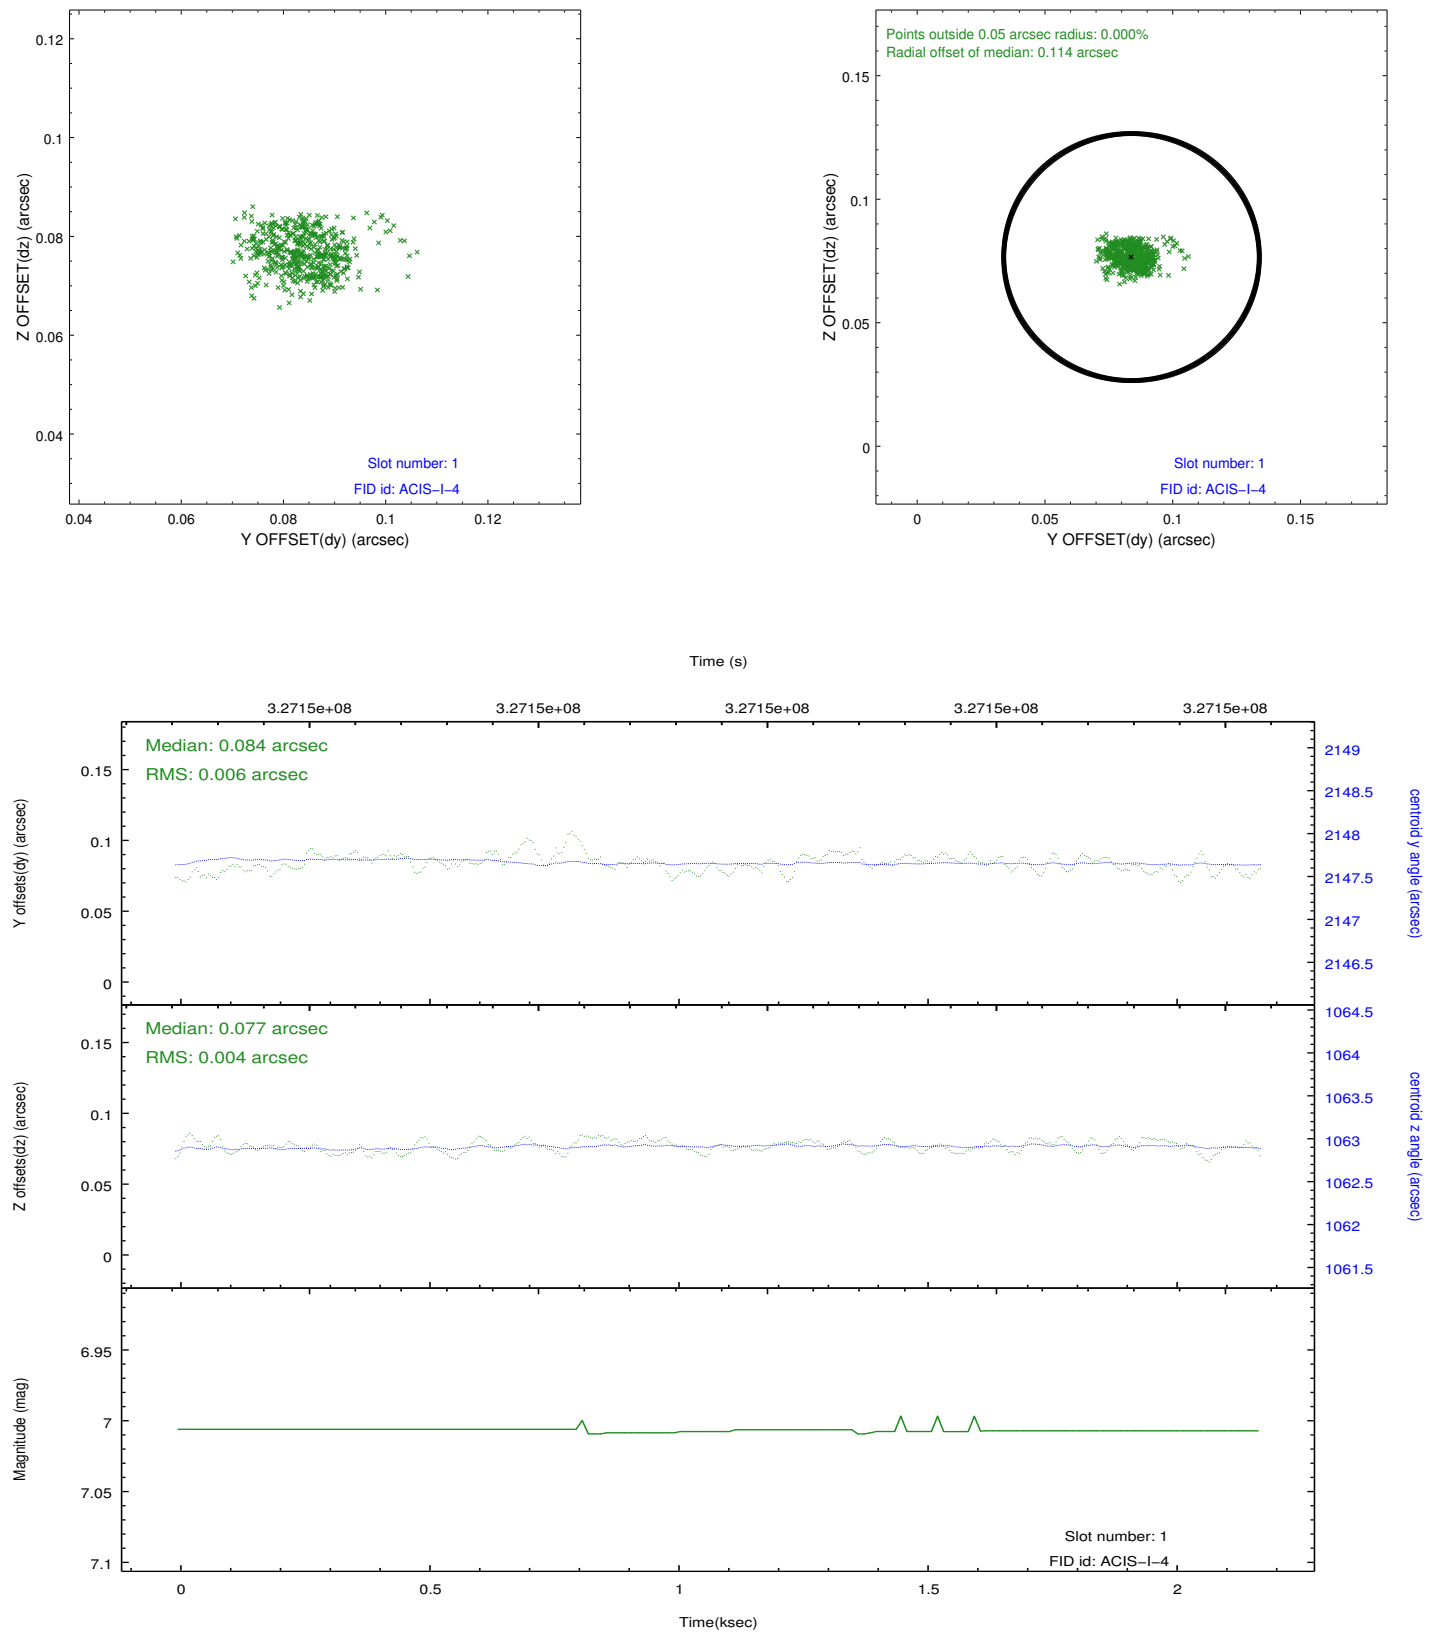 0.12
0.1
0.08
0.06
0.04
Z OFFSET(dz) (arcsec)
Slot number: 1
FID id: ACIS−I−4
0.04 0.06 0.08 0.1 0.12
Y OFFSET(dy) (arcsec)
Points outside 0.05 arcsec radius: 0.000%
Radial offset of median: 0.114 arcsec
0.15
0.1
0.05
0
Z OFFSET(dz) (arcsec)
Slot number: 1
FID id: ACIS−I−4
0 0.05 0.1 0.15
Y OFFSET(dy) (arcsec)
Time (s)
3.2715e+08 3.2715e+08 3.2715e+08 3.2715e+08 3.2715e+08
Median: 0.084 arcsec
RMS: 0.006 arcsec
0.15
0.1
0.05
0
Y offsets(dy) (arcsec)
2149
2148.5
2148
2147.5
2147
2146.5
centroid y angle (arcsec)
Median: 0.077 arcsec
RMS: 0.004 arcsec
0.15
0.1
0.05
0
Z offsets(dz) (arcsec)
1064.5
1064
1063.5
1063
1062.5
1062
1061.5
centroid z angle (arcsec)
6.95
7
7.05
7.1
Magnitude (mag)
Slot number: 1
FID id: ACIS−I−4
0 0.5 1 1.5 2
Time(ksec)